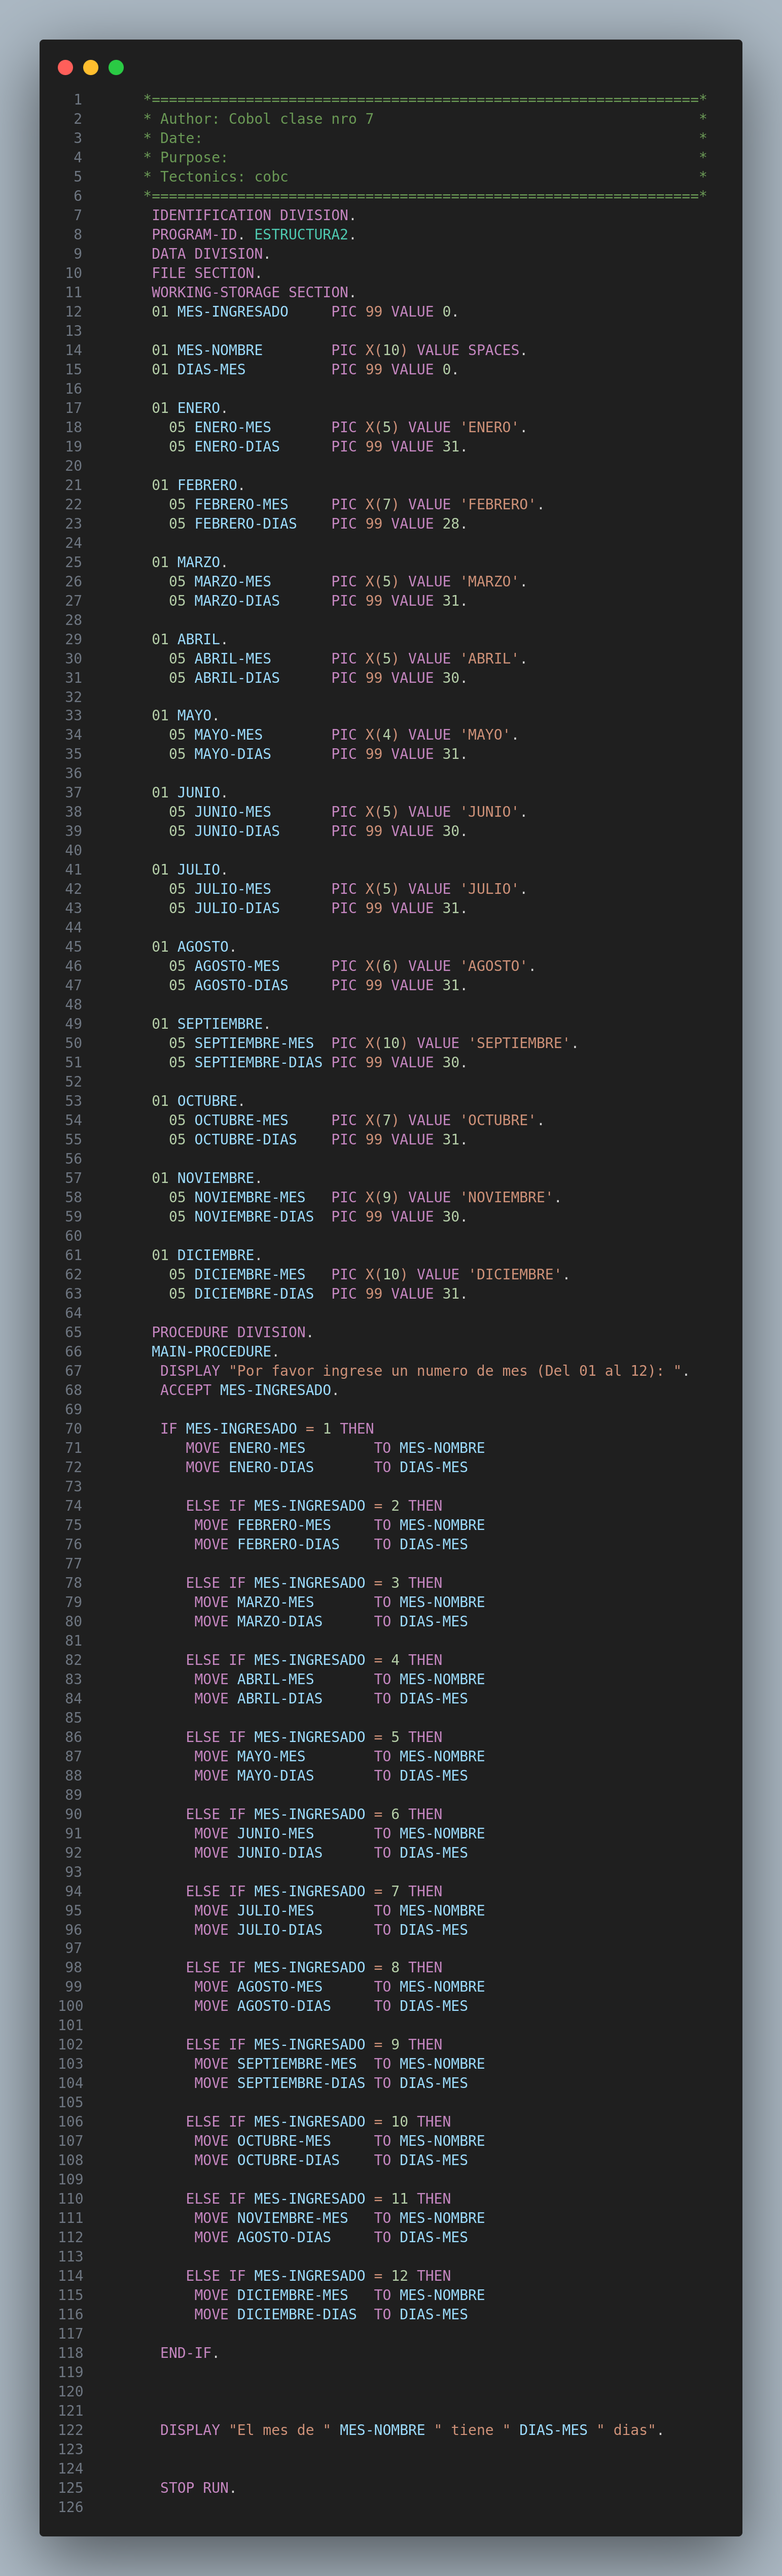 1 *================================================================*
2 * Author: Cobol clase nro 7 *
3 * Date: *
4 * Purpose: *
5 * Tectonics: cobc *
6 *================================================================*
7 IDENTIFICATION DIVISION.
8 PROGRAM-ID. ESTRUCTURA2.
9 DATA DIVISION.
10 FILE SECTION.
11 WORKING-STORAGE SECTION.
12 01 MES-INGRESADO PIC 99 VALUE 0.
13
14 01 MES-NOMBRE PIC X(10) VALUE SPACES.
15 01 DIAS-MES PIC 99 VALUE 0.
16
17 01 ENERO.
18 05 ENERO-MES PIC X(5) VALUE 'ENERO'.
19 05 ENERO-DIAS PIC 99 VALUE 31.
20
21 01 FEBRERO.
22 05 FEBRERO-MES PIC X(7) VALUE 'FEBRERO'.
23 05 FEBRERO-DIAS PIC 99 VALUE 28.
24
25 01 MARZO.
26 05 MARZO-MES PIC X(5) VALUE 'MARZO'.
27 05 MARZO-DIAS PIC 99 VALUE 31.
28
29 01 ABRIL.
30 05 ABRIL-MES PIC X(5) VALUE 'ABRIL'.
31 05 ABRIL-DIAS PIC 99 VALUE 30.
32
33 01 MAYO.
34 05 MAYO-MES PIC X(4) VALUE 'MAYO'.
35 05 MAYO-DIAS PIC 99 VALUE 31.
36
37 01 JUNIO.
38 05 JUNIO-MES PIC X(5) VALUE 'JUNIO'.
39 05 JUNIO-DIAS PIC 99 VALUE 30.
40
41 01 JULIO.
42 05 JULIO-MES PIC X(5) VALUE 'JULIO'.
43 05 JULIO-DIAS PIC 99 VALUE 31.
44
45 01 AGOSTO.
46 05 AGOSTO-MES PIC X(6) VALUE 'AGOSTO'.
47 05 AGOSTO-DIAS PIC 99 VALUE 31.
48
49 01 SEPTIEMBRE.
50 05 SEPTIEMBRE-MES PIC X(10) VALUE 'SEPTIEMBRE'.
51 05 SEPTIEMBRE-DIAS PIC 99 VALUE 30.
52
53 01 OCTUBRE.
54 05 OCTUBRE-MES PIC X(7) VALUE 'OCTUBRE'.
55 05 OCTUBRE-DIAS PIC 99 VALUE 31.
56
57 01 NOVIEMBRE.
58 05 NOVIEMBRE-MES PIC X(9) VALUE 'NOVIEMBRE'.
59 05 NOVIEMBRE-DIAS PIC 99 VALUE 30.
60
61 01 DICIEMBRE.
62 05 DICIEMBRE-MES PIC X(10) VALUE 'DICIEMBRE'.
63 05 DICIEMBRE-DIAS PIC 99 VALUE 31.
64
65 PROCEDURE DIVISION.
66 MAIN-PROCEDURE.
67 DISPLAY "Por favor ingrese un numero de mes (Del 01 al 12): ".
68 ACCEPT MES-INGRESADO.
69
70 IF MES-INGRESADO = 1 THEN
71 MOVE ENERO-MES TO MES-NOMBRE
72 MOVE ENERO-DIAS TO DIAS-MES
73
74 ELSE IF MES-INGRESADO = 2 THEN
75 MOVE FEBRERO-MES TO MES-NOMBRE
76 MOVE FEBRERO-DIAS TO DIAS-MES
77
78 ELSE IF MES-INGRESADO = 3 THEN
79 MOVE MARZO-MES TO MES-NOMBRE
80 MOVE MARZO-DIAS TO DIAS-MES
81
82 ELSE IF MES-INGRESADO = 4 THEN
83 MOVE ABRIL-MES TO MES-NOMBRE
84 MOVE ABRIL-DIAS TO DIAS-MES
85
86 ELSE IF MES-INGRESADO = 5 THEN
87 MOVE MAYO-MES TO MES-NOMBRE
88 MOVE MAYO-DIAS TO DIAS-MES
89
90 ELSE IF MES-INGRESADO = 6 THEN
91 MOVE JUNIO-MES TO MES-NOMBRE
92 MOVE JUNIO-DIAS TO DIAS-MES
93
94 ELSE IF MES-INGRESADO = 7 THEN
95 MOVE JULIO-MES TO MES-NOMBRE
96 MOVE JULIO-DIAS TO DIAS-MES
97
98 ELSE IF MES-INGRESADO = 8 THEN
99 MOVE AGOSTO-MES TO MES-NOMBRE
100 MOVE AGOSTO-DIAS TO DIAS-MES
101
102 ELSE IF MES-INGRESADO = 9 THEN
103 MOVE SEPTIEMBRE-MES TO MES-NOMBRE
104 MOVE SEPTIEMBRE-DIAS TO DIAS-MES
105
106 ELSE IF MES-INGRESADO = 10 THEN
107 MOVE OCTUBRE-MES TO MES-NOMBRE
108 MOVE OCTUBRE-DIAS TO DIAS-MES
109
110 ELSE IF MES-INGRESADO = 11 THEN
111 MOVE NOVIEMBRE-MES TO MES-NOMBRE
112 MOVE AGOSTO-DIAS TO DIAS-MES
113
114 ELSE IF MES-INGRESADO = 12 THEN
115 MOVE DICIEMBRE-MES TO MES-NOMBRE
116 MOVE DICIEMBRE-DIAS TO DIAS-MES
117
118 END-IF.
119
120
121
122 DISPLAY "El mes de " MES-NOMBRE " tiene " DIAS-MES " dias".
123
124
125 STOP RUN.
126